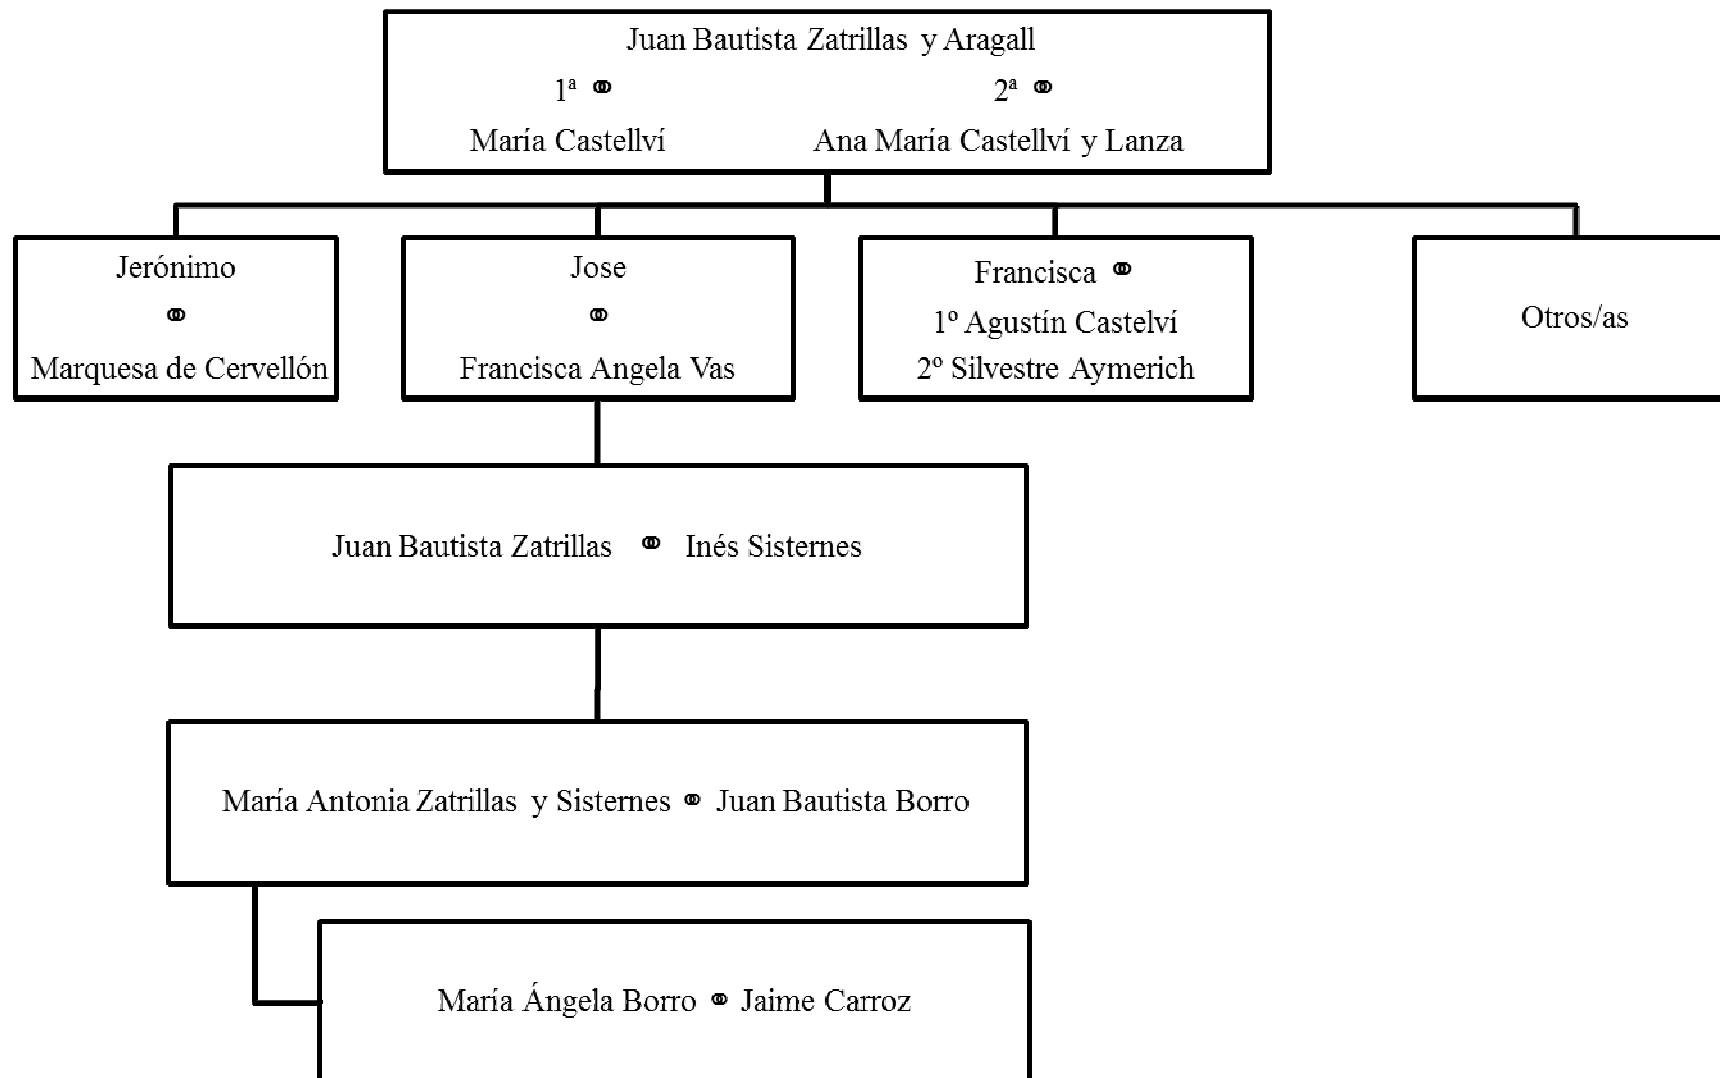 Juan Bautista Zatrillas y Aragall
1ª ⚭ 2ª ⚭
María Castellví Ana María Castellví y Lanza
Jerónimo
⚭
Marquesa de Cervellón
Jose
⚭
Francisca Angela Vas
Francisca ⚭
1º Agustín Castelví
2º Silvestre Aymerich
Otros/as
Juan Bautista Zatrillas ⚭ Inés Sisternes
María Antonia Zatrillas y Sisternes ⚭ Juan Bautista Borro
María Ángela Borro ⚭ Jaime Carroz